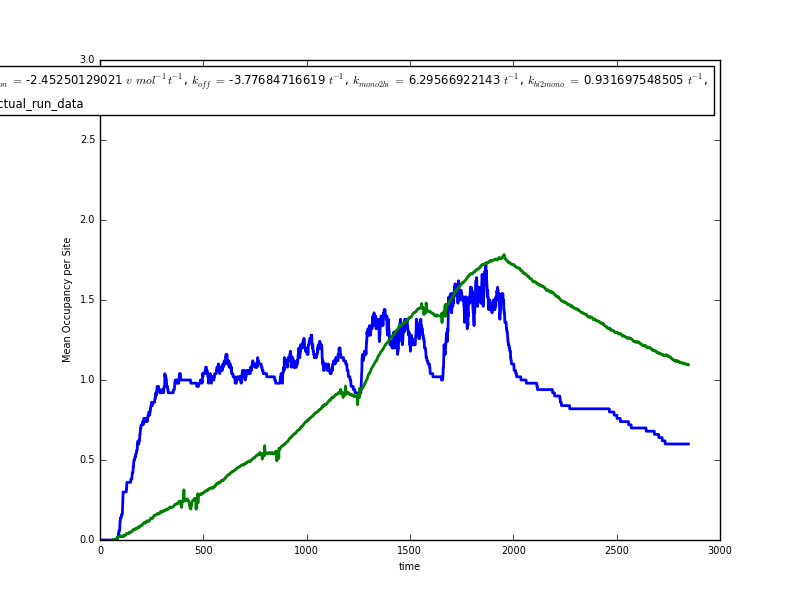 = -2.45250129021 v mol⁻¹t⁻¹, k_off = -3.77684716619 t⁻¹, k_mono2bi = 6.29566922143 t⁻¹, k_bi2mono = 0.931697548505 t⁻¹,
ctual_run_data
3.0
2.5
2.0
1.5
1.0
0.5
0.0
Mean Occupancy per Site
0 500 1000 1500 2000 2500 3000
time